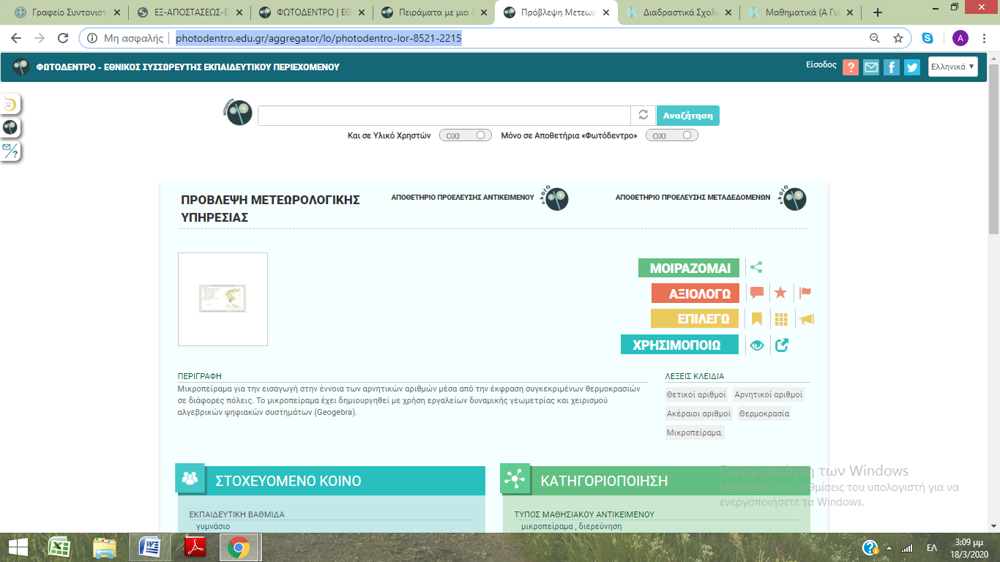 Γραφείο Συντονιστ
ΕΞ-ΑΠΟΣΤΑΣΕΩΣ-Ε
ΦΩΤΟΔΕΝΤΡΟ | ΕΘ
Πειράματα με μια
Πρόβλεψη Μετεωρ
Διαδραστικά Σχολι
Μαθηματικά (Α Γυ
Μη ασφαλής
photodentro.edu.gr/aggregator/lo/photodentro-lor-8521-2215
A
ΦΩΤΟΔΕΝΤΡΟ - ΕΘΝΙΚΟΣ ΣΥΣΣΩΡΕΥΤΗΣ ΕΚΠΑΙΔΕΥΤΙΚΟΥ ΠΕΡΙΕΧΟΜΕΝΟΥ
Είσοδος
Ελληνικά
Αναζήτηση
Και σε Υλικό Χρηστών ΟΧΙ Μόνο σε Αποθετήρια «Φωτόδεντρο» ΟΧΙ
ΠΡΟΒΛΕΨΗ ΜΕΤΕΩΡΟΛΟΓΙΚΗΣ
ΥΠΗΡΕΣΙΑΣ
ΑΠΟΘΕΤΗΡΙΟ ΠΡΟΕΛΕΥΣΗΣ ΑΝΤΙΚΕΙΜΕΝΟΥ
ΑΠΟΘΕΤΗΡΙΟ ΠΡΟΕΛΕΥΣΗΣ ΜΕΤΑΔΕΔΟΜΕΝΩΝ
ΜΟΙΡΑΖΟΜΑΙ
ΑΞΙΟΛΟΓΩ
ΕΠΙΛΕΓΩ
ΧΡΗΣΙΜΟΠΟΙΩ
ΠΕΡΙΓΡΑΦΗ
Μικροπείραμα για την εισαγωγή στην έννοια των αρνητικών αριθμών μέσα από την έκφραση συγκεκριμένων θερμοκρασιών
σε διάφορες πόλεις. Το μικροπείραμα έχει δημιουργηθεί με χρήση εργαλείων δυναμικής γεωμετρίας και χειρισμού
αλγεβρικών ψηφιακών συστημάτων (Geogebra).
ΛΕΞΕΙΣ ΚΛΕΙΔΙΑ
Θετικοί αριθμοί Αρνητικοί αριθμοί
Ακέραιοι αριθμοί Θερμοκρασία
Μικροπείραμα.
ΣΤΟΧΕΥΟΜΕΝΟ ΚΟΙΝΟ
ΕΚΠΑΙΔΕΥΤΙΚΗ ΒΑΘΜΙΔΑ
γυμνάσιο
ΚΑΤΗΓΟΡΙΟΠΟΙΗΣΗ
ΤΥΠΟΣ ΜΑΘΗΣΙΑΚΟΥ ΑΝΤΙΚΕΙΜΕΝΟΥ
μικροπείραμα , διερεύνηση
Ενεργοποίηση των Windows
Μεταβείτε στις ρυθμίσεις του υπολογιστή για να
ενεργοποιήσετε τα Windows.
ΕΛ
3:09 μμ
18/3/2020